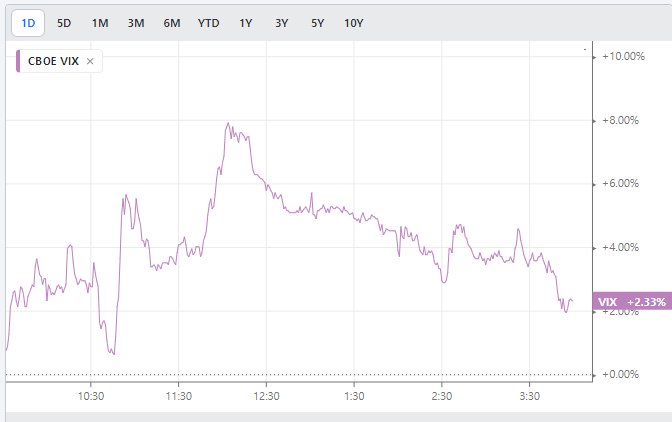 1D 5D 1M 3M 6M YTD 1Y 3Y 5Y 10Y
CBOE VIX ×
+10.00%
+8.00%
+6.00%
+4.00%
VIX +2.33%
+2.00%
+0.00%
10:30 11:30 12:30 1:30 2:30 3:30